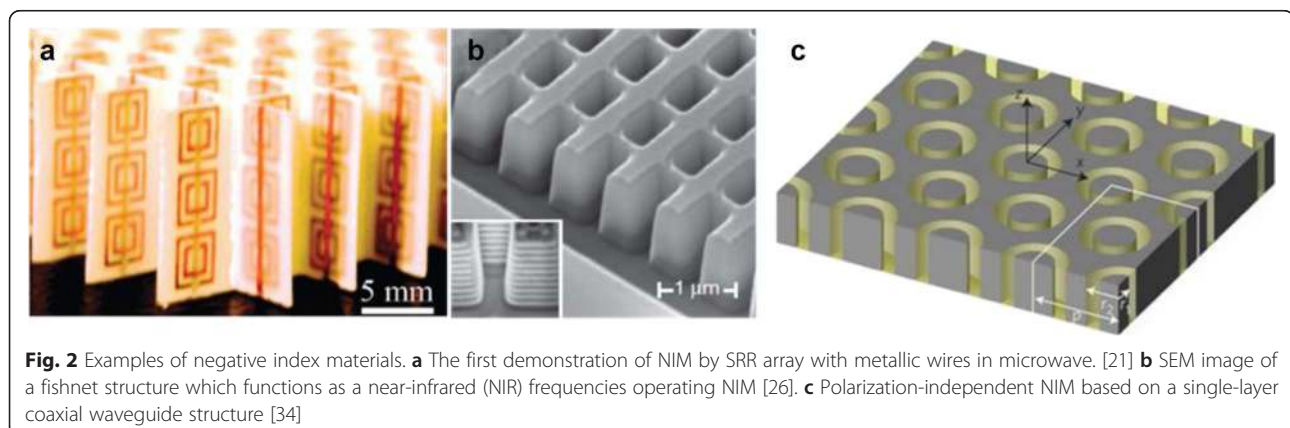 a
b
c
5 mm
1 μm
z
y
x
p
r₂
Fig. 2 Examples of negative index materials. a The first demonstration of NIM by SRR array with metallic wires in microwave. [21] b SEM image of
a fishnet structure which functions as a near-infrared (NIR) frequencies operating NIM [26]. c Polarization-independent NIM based on a single-layer
coaxial waveguide structure [34]